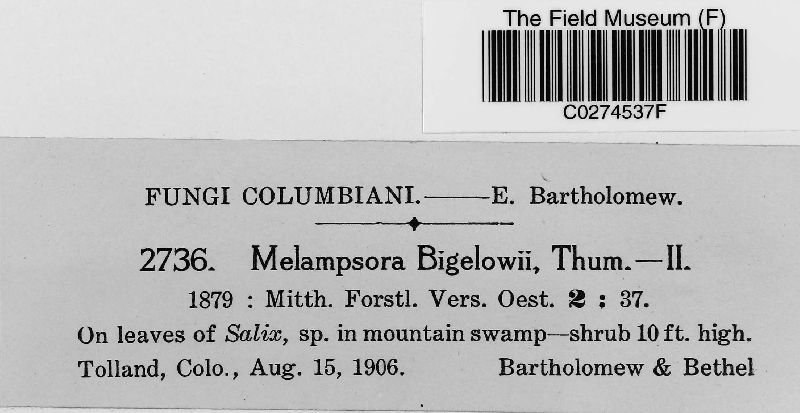 The Field Museum (F)
C0274537F
FUNGI COLUMBIANI.——E. Bartholomew.
2736. Melampsora Bigelowii, Thum.—II.
1879 : Mitth. Forstl. Vers. Oest. 2 : 37.
On leaves of Salix, sp. in mountain swamp—shrub 10 ft. high.
Tolland, Colo., Aug. 15, 1906. Bartholomew & Bethel